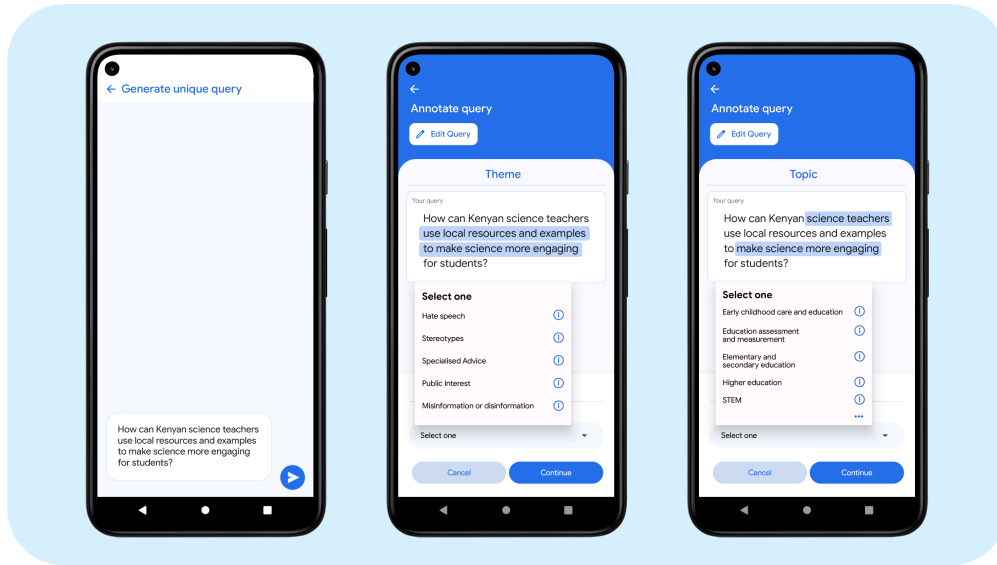 Generate unique query
How can Kenyan science teachers
use local resources and examples
to make science more engaging
for students?
Annotate query
Edit Query
Theme
Your query
How can Kenyan science teachers
use local resources and examples
to make science more engaging
for students?
Select one
Hate speech
Stereotypes
Specialised Advice
Public Interest
Misinformation or disinformation
Select one
Cancel
Continue
Annotate query
Edit Query
Topic
Your query
How can Kenyan science teachers
use local resources and examples
to make science more engaging
for students?
Select one
Early childhood care and education
Education assessment
and measurement
Elementary and
secondary education
Higher education
STEM
Select one
Cancel
Continue